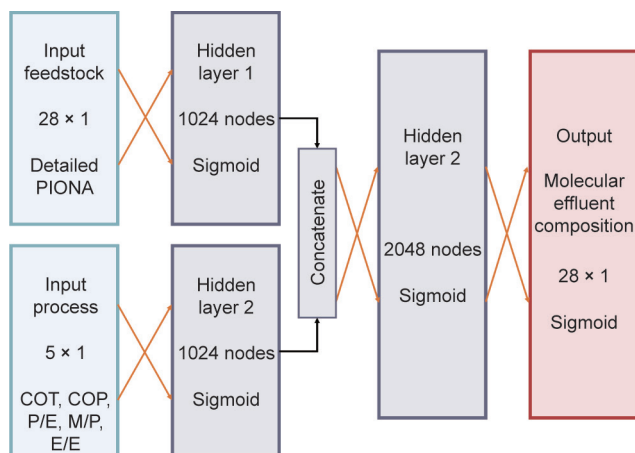 Input
feedstock
28 × 1
Detailed
PIONA
Hidden
layer 1
1024 nodes
Sigmoid
Input
process
5 × 1
COT, COP,
P/E, M/P,
E/E
Hidden
layer 2
1024 nodes
Sigmoid
Concatenate
Hidden
layer 2
2048 nodes
Sigmoid
Output
Molecular
effluent
composition
28 × 1
Sigmoid